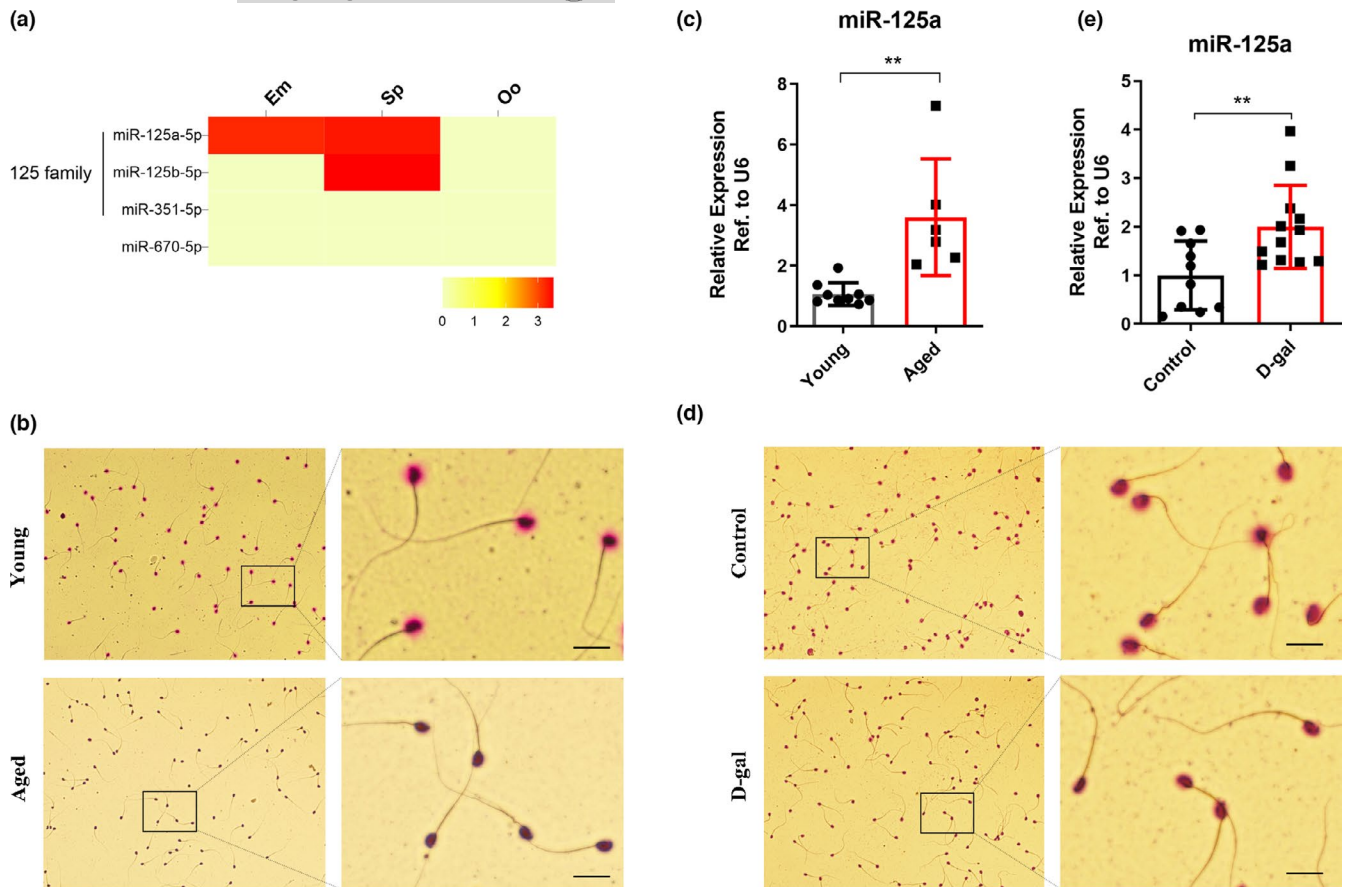 (a)
Em Sp Oo
125 family
miR-125a-5p
miR-125b-5p
miR-351-5p
miR-670-5p
0 1 2 3
(c)
miR-125a
**
Relative Expression
Ref. to U6
8
6
4
2
0
Young Aged
(e)
miR-125a
**
Relative Expression
Ref. to U6
5
4
3
2
1
0
Control D-gal
(b)
Young
Aged
(d)
Control
D-gal